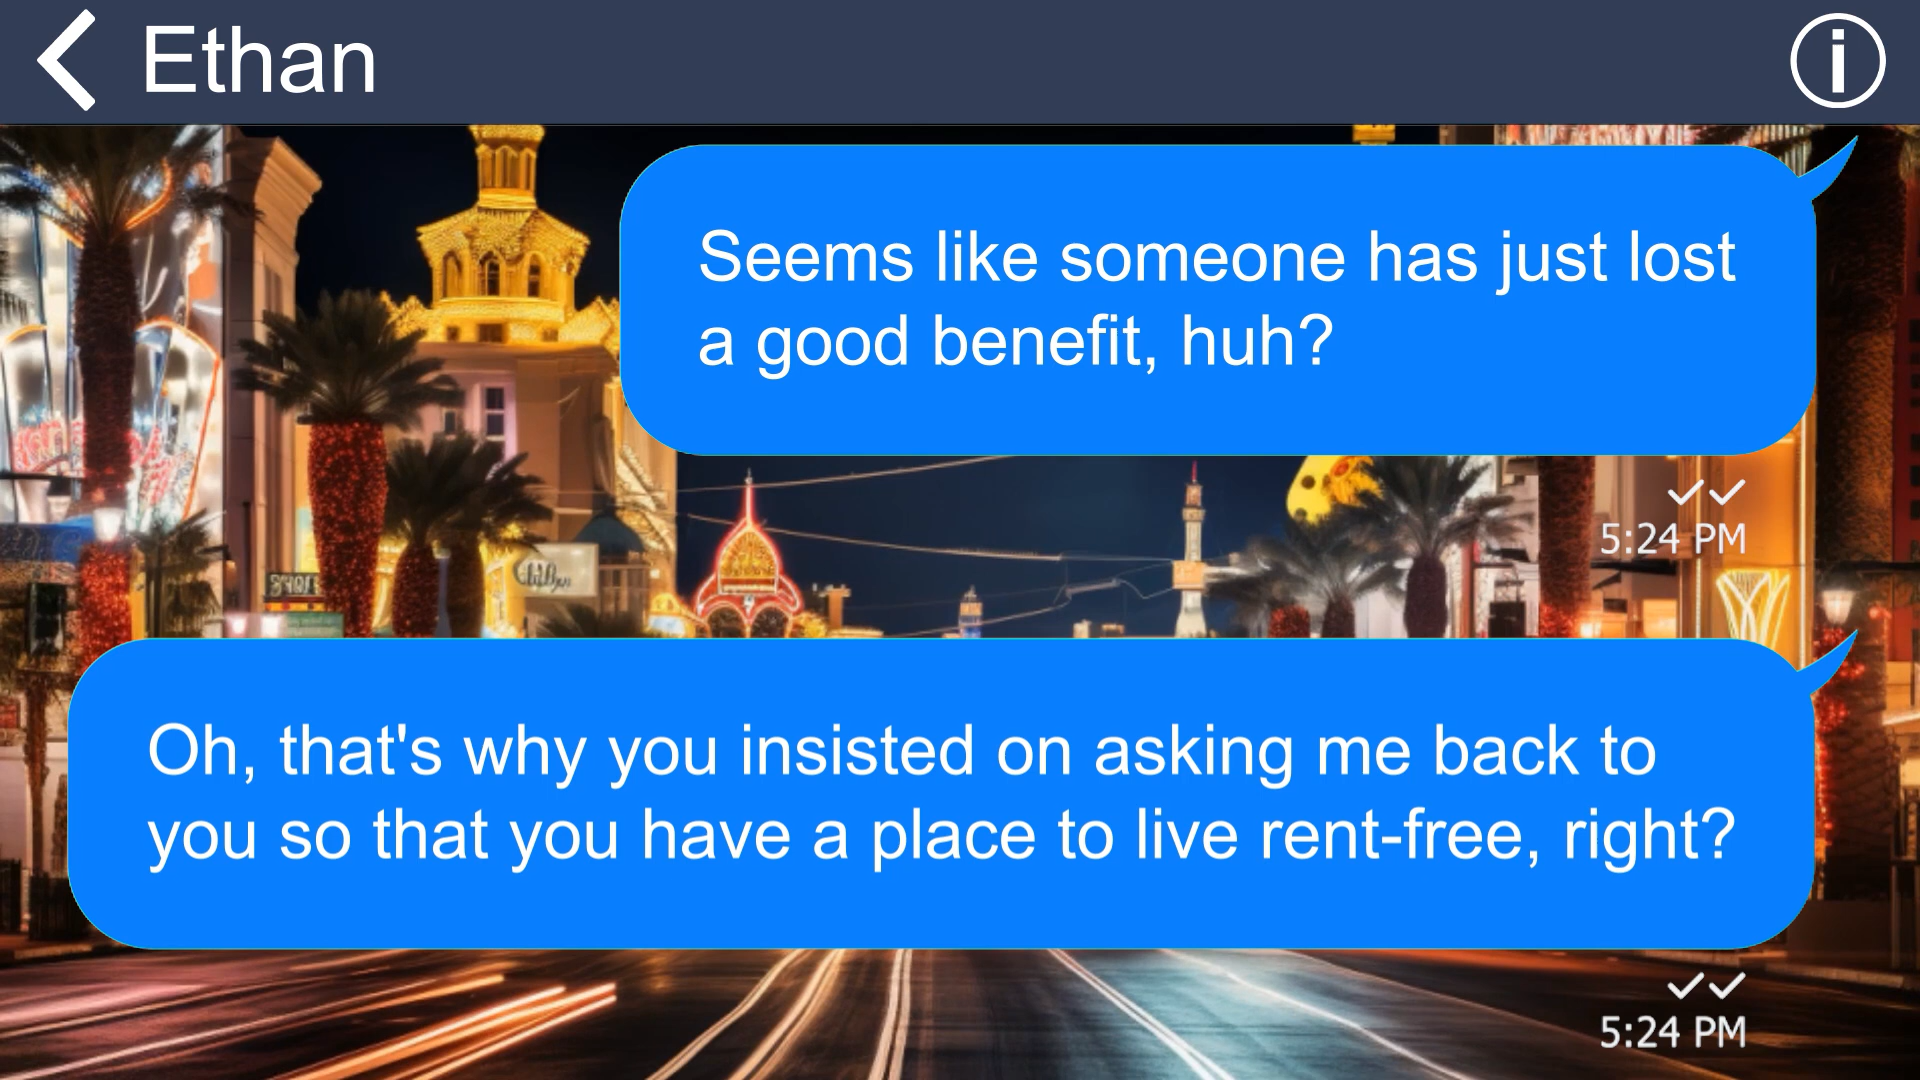 Ethan
Seems like someone has just lost
a good benefit, huh?
5:24 PM
Oh, that's why you insisted on asking me back to
you so that you have a place to live rent-free, right?
5:24 PM